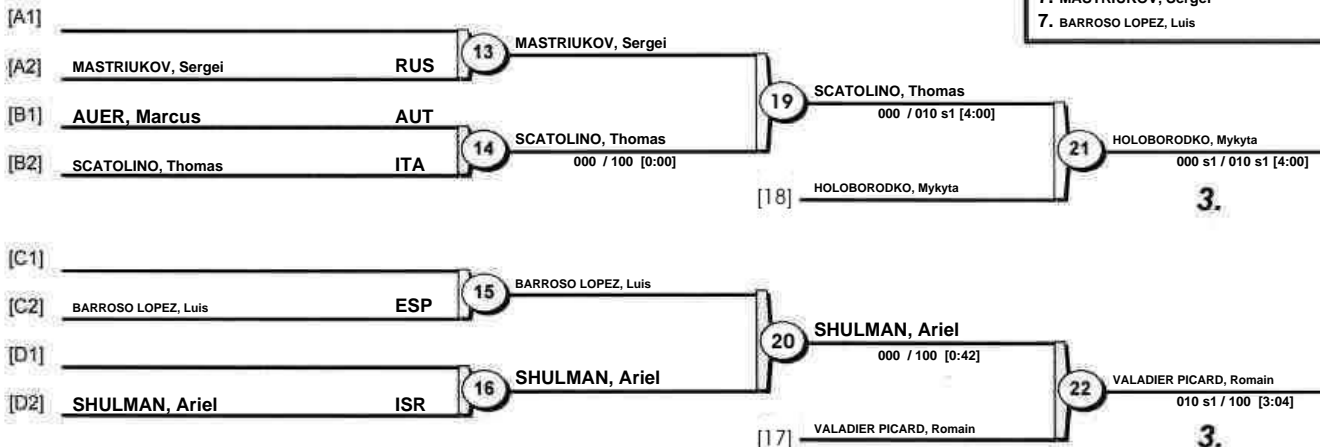 7. MASTRIUKOV, Sergei
7. BARROSO LOPEZ, Luis
[A1]
[A2] MASTRIUKOV, Sergei RUS
13 MASTRIUKOV, Sergei
[B1] AUER, Marcus AUT
[B2] SCATOLINO, Thomas ITA
14 SCATOLINO, Thomas
000 / 100 [0:00]
19 SCATOLINO, Thomas
000 / 010 s1 [4:00]
[18] HOLOBORODKO, Mykyta
21 HOLOBORODKO, Mykyta
000 s1 / 010 s1 [4:00]
3.
[C1]
[C2] BARROSO LOPEZ, Luis ESP
15 BARROSO LOPEZ, Luis
[D1]
[D2] SHULMAN, Ariel ISR
16 SHULMAN, Ariel
20 SHULMAN, Ariel
000 / 100 [0:42]
[17] VALADIER PICARD, Romain
22 VALADIER PICARD, Romain
010 s1 / 100 [3:04]
3.